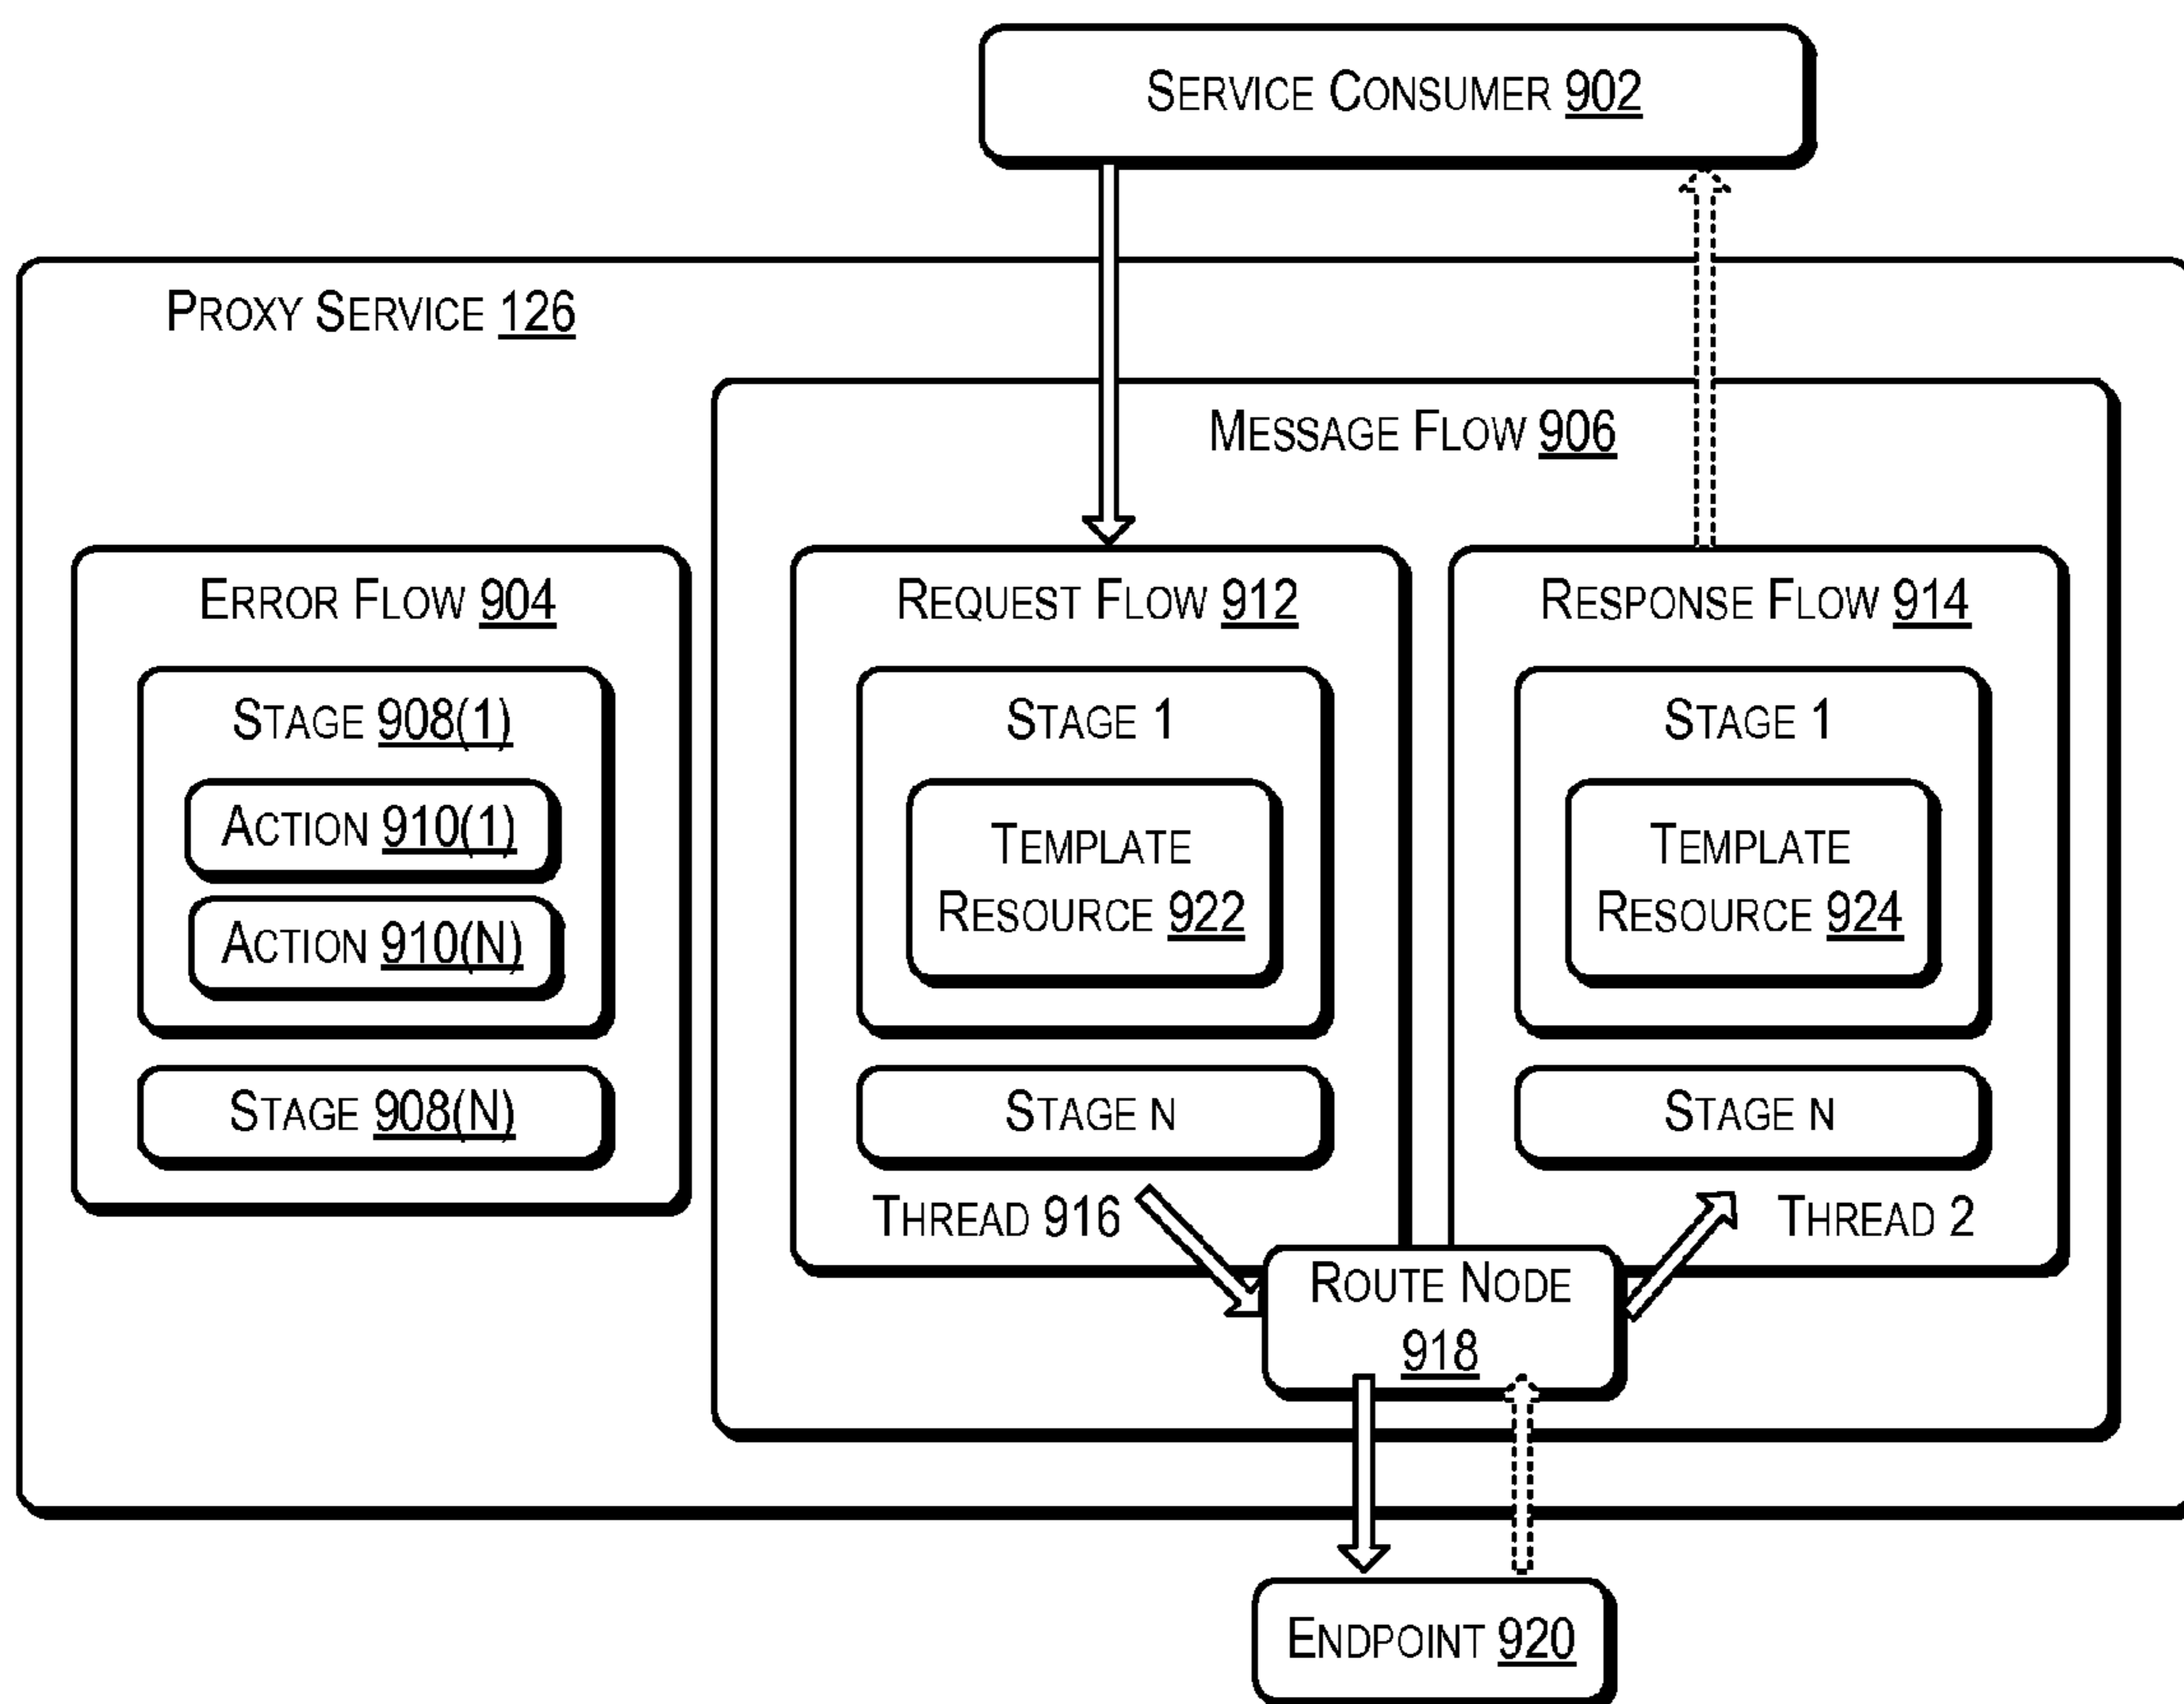 SERVICE CONSUMER 902
PROXY SERVICE 126
MESSAGE FLOW 906
ERROR FLOW 904
STAGE 908(1)
ACTION 910(1)
ACTION 910(N)
STAGE 908(N)
REQUEST FLOW 912
STAGE 1
TEMPLATE
RESOURCE 922
STAGE N
THREAD 916
RESPONSE FLOW 914
STAGE 1
TEMPLATE
RESOURCE 924
STAGE N
THREAD 2
ROUTE NODE
918
ENDPOINT 920